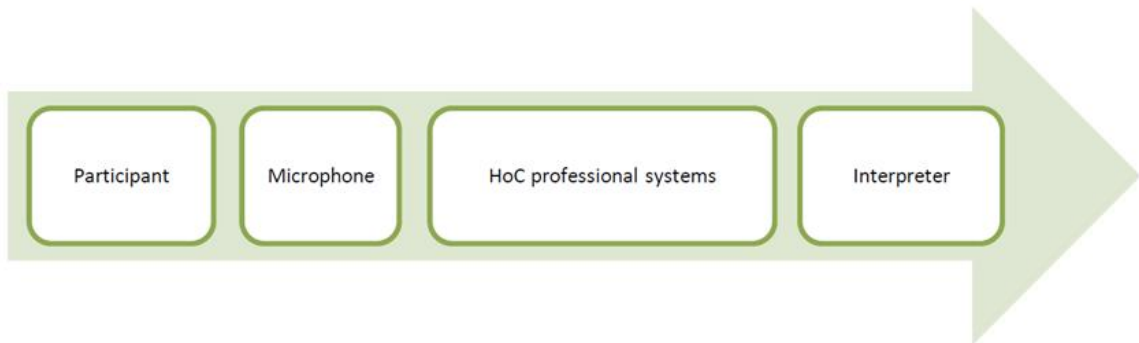 Participant
Microphone
HoC professional systems
Interpreter